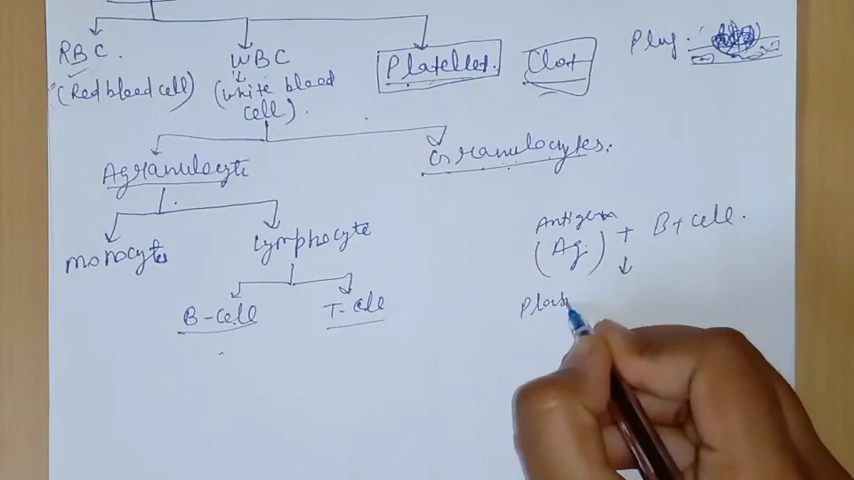 RBC.
(Red blood cell)
WBC
(White blood
cell).
Platelet.
Clot
Plug.
Agranulocyte
Granulocytes.
Monocytes
Lymphocyte
B-cell
T-cell
Antigen
(Ag) + B+cell.
Plas